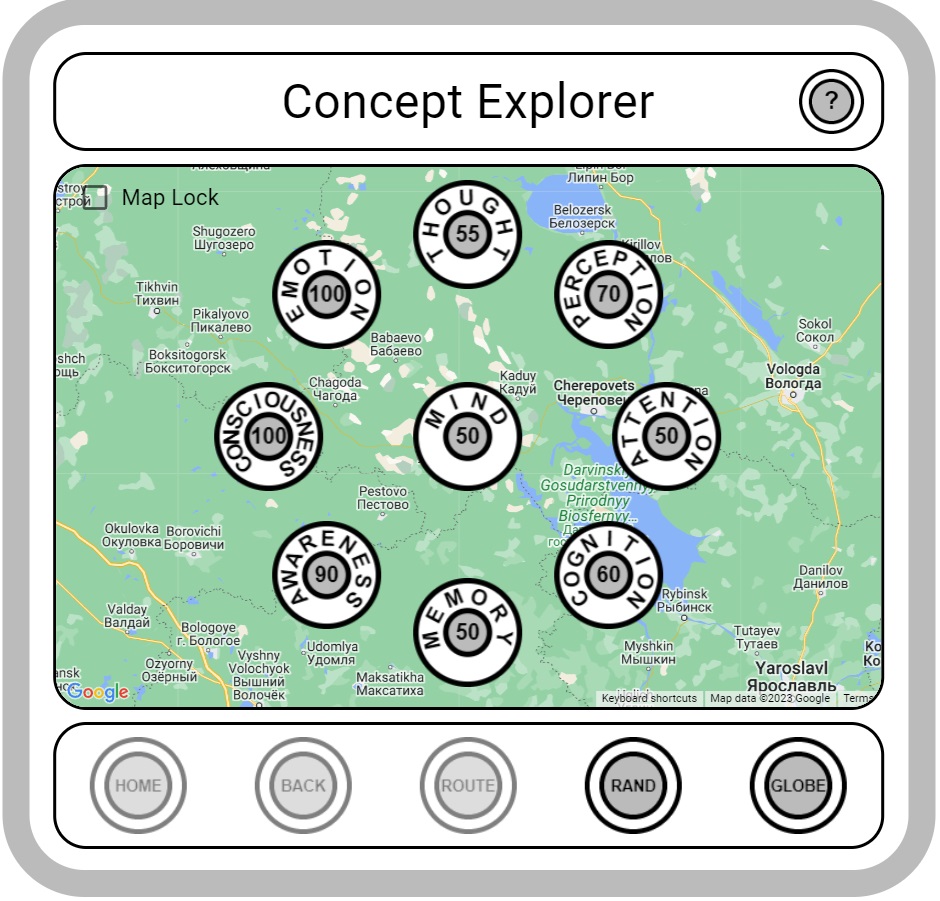 Concept Explorer
?
Map Lock
Алеховщина
Липин Бор
Belozersk
Белозерск
Kirillov
Shugozero
Шугозеро
THOUGHT
55
EMOTION
100
PERCEPTION
70
Tikhvin
Тихвин
Pikalyovo
Пикалево
Boksitogorsk
Бокситогорск
Babaevo
Бабаево
Sokol
Сокол
Chagoda
Чагода
Kaduy
Кадуй
Cherepovets
Vologda
Вологда
CONSCIOUSNESS
100
MIND
50
ATTENTION
50
Darvinskiy
Gosudarstvennyy
Prirodnyy
Biosfernyy...
Pestovo
Пестово
Okulovka
Окуловка
Borovichi
Боровичи
AWARENESS
90
COGNITION
60
MEMORY
50
Danilov
Данилов
Rybinsk
Рыбинск
Valday
Валдай
Bologoye
г. Бологое
Tutayev
Тутаев
Myshkin
Мышкин
Udomlya
Удомля
Ozyorny
Озёрный
Vyshny
Volochyok
Вышний
Волочёк
Maksatikha
Максатиха
Yaroslavl
Ярославль
Google
Keyboard shortcuts
Map data ©2023 Google
Terms
HOME
BACK
ROUTE
RAND
GLOBE